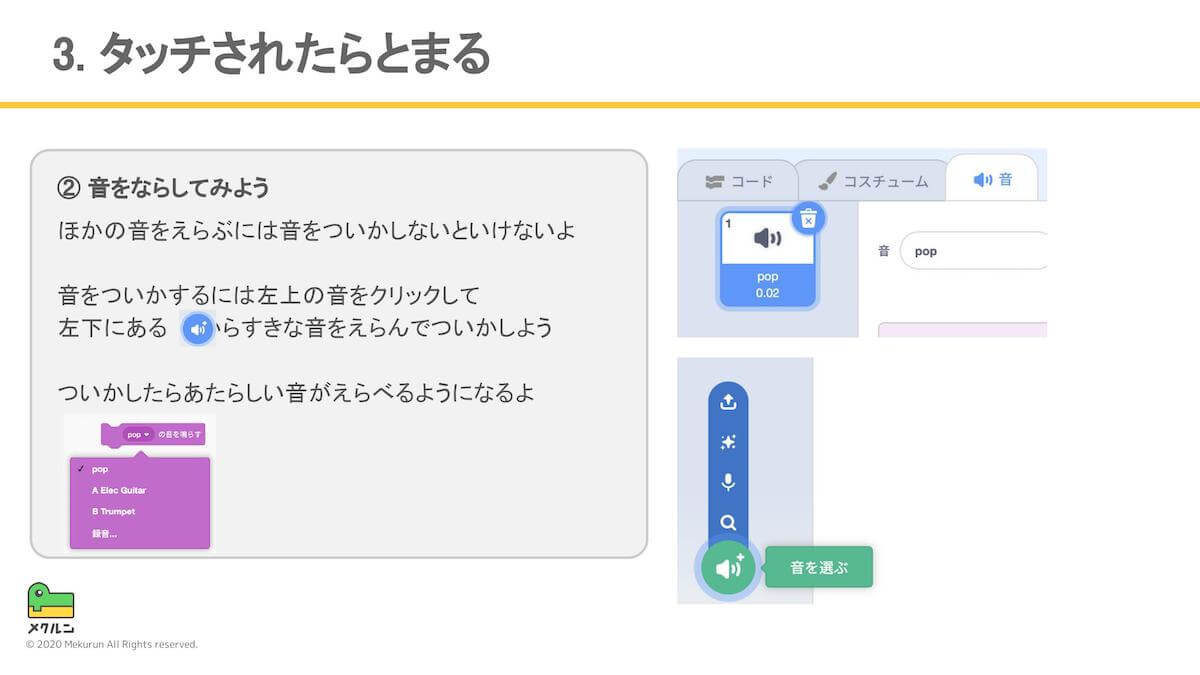 3. タッチされたらとまる
② 音をならしてみよう
ほかの音をえらぶには音をついかしないといけないよ
音をついかするには左上の音をクリックして
左下にある らすきな音をえらんでついかしよう
ついかしたらあたらしい音がえらべるようになるよ
pop の音を鳴らす
✓ pop
A Elec Guitar
B Trumpet
録音...
コード コスチューム 音
1
pop
0.02
音 pop
音を選ぶ
メクルン
© 2020 Mekurun All Rights reserved.